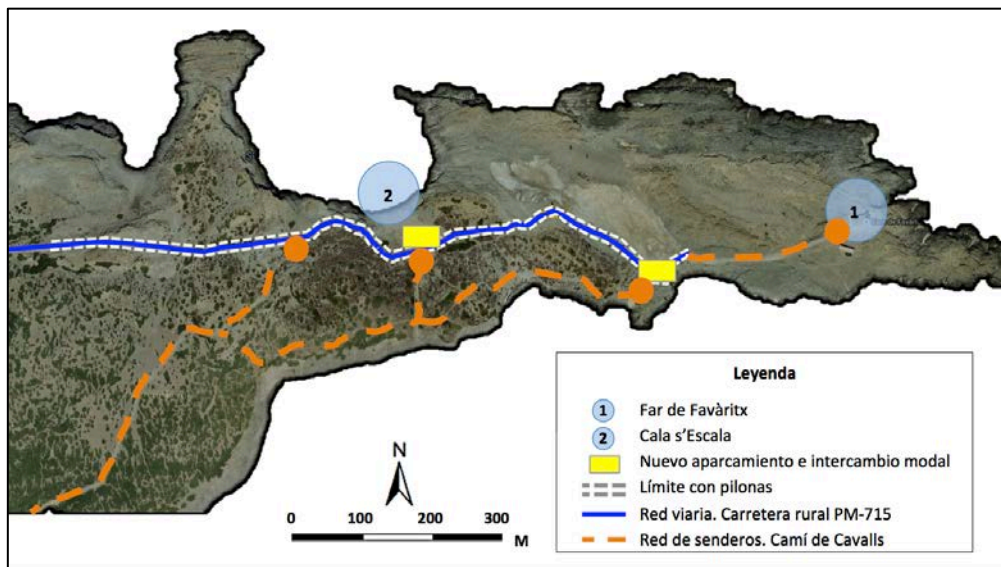 2
1
Leyenda
1 Far de Favàritx
2 Cala s'Escala
Nuevo aparcamiento e intercambio modal
Límite con pilonas
Red viaria. Carretera rural PM-715
Red de senderos. Camí de Cavalls
N
0 100 200 300
M